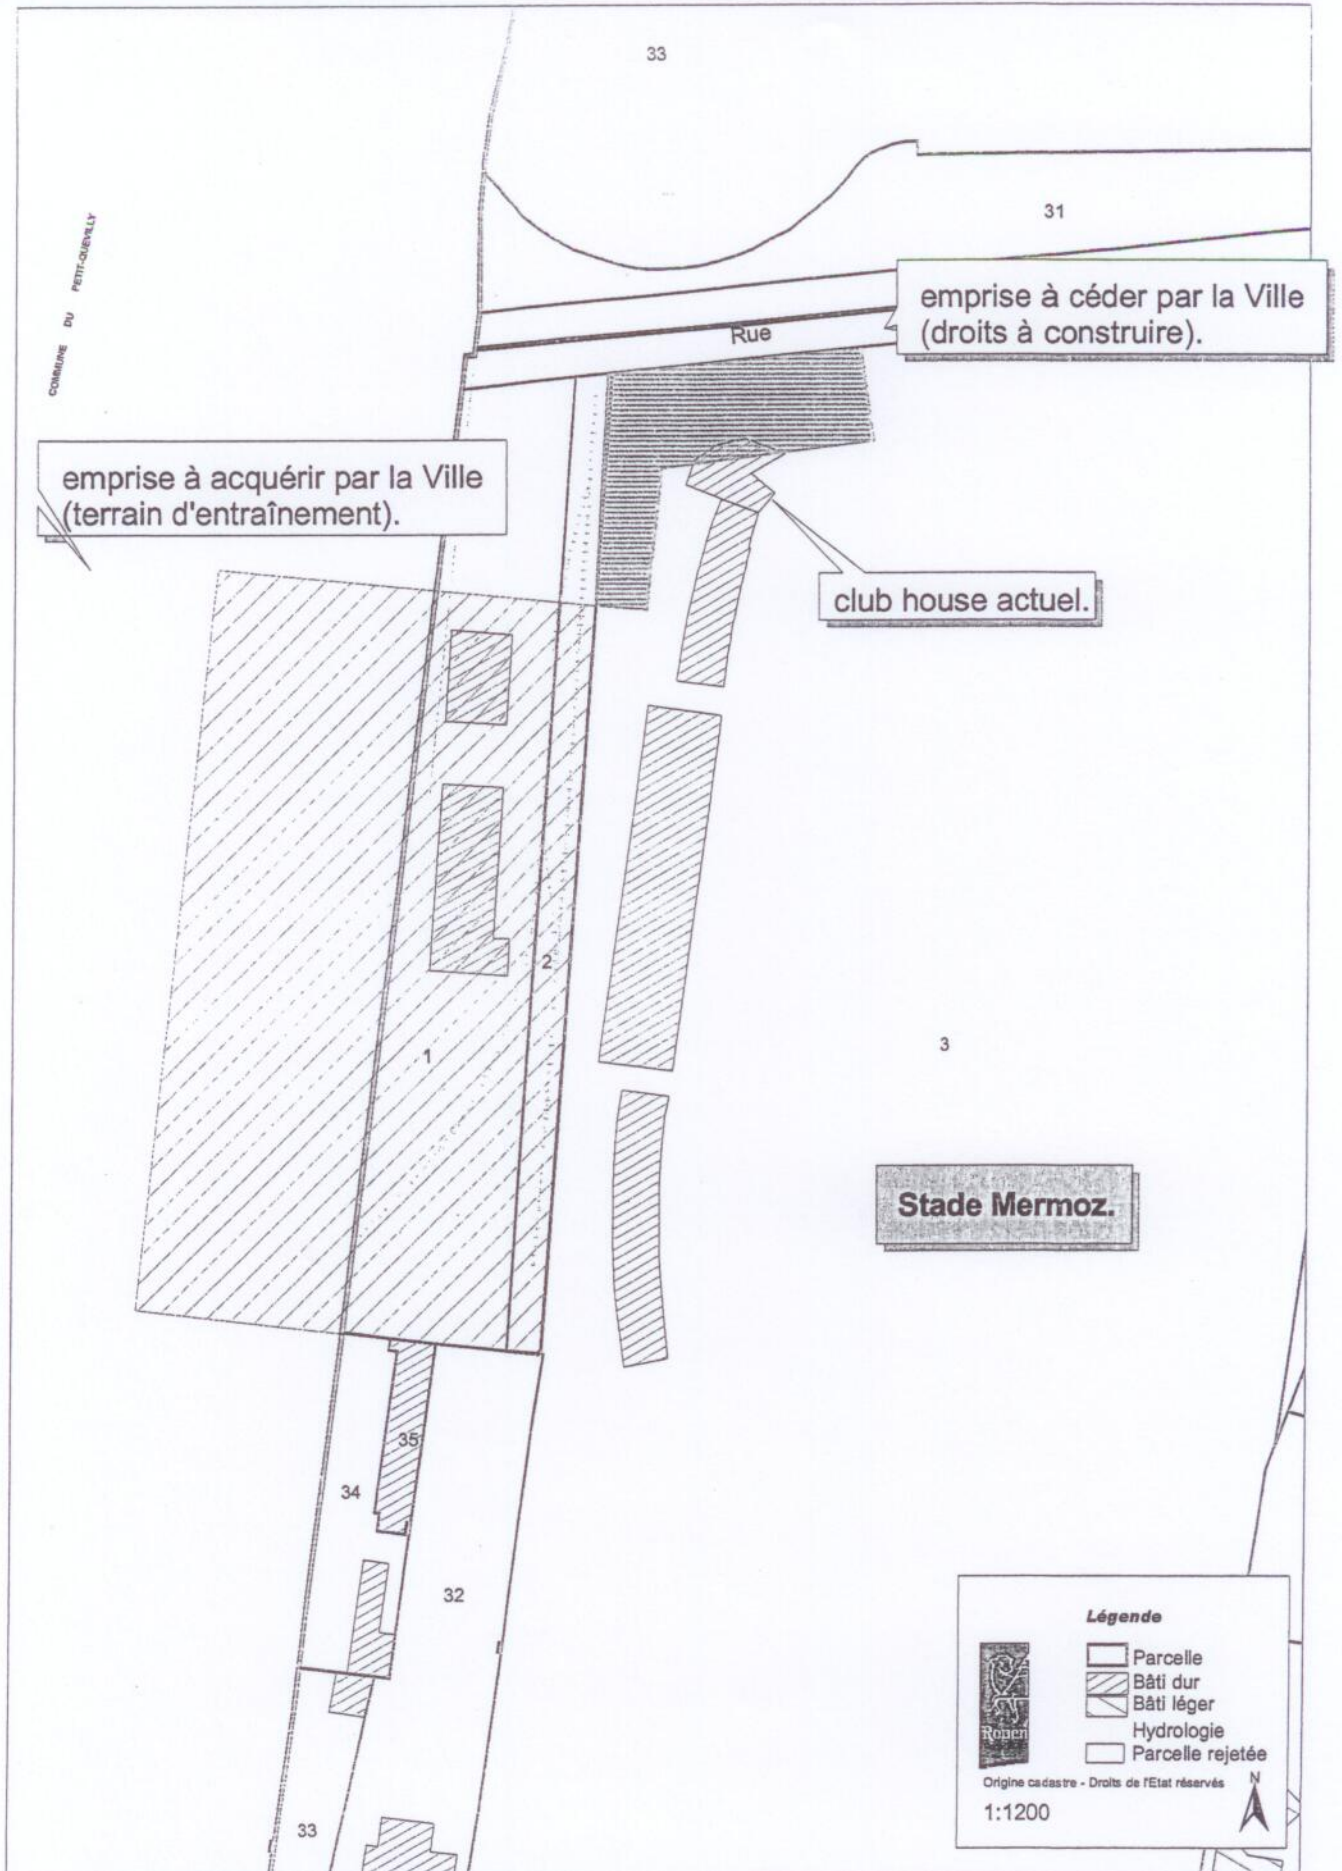 33
31
COMMUNE DU PETIT-QUEVILLY
emprise à céder par la Ville
(droits à construire).
Rue
emprise à acquérir par la Ville
(terrain d'entraînement).
club house actuel.
2
1
3
Stade Mermoz.
35
34
32
33
Légende
Parcelle
Bâti dur
Bâti léger
Hydrologie
Parcelle rejetée
Rouen
Origine cadastre - Droits de l'Etat réservés
N
1:1200